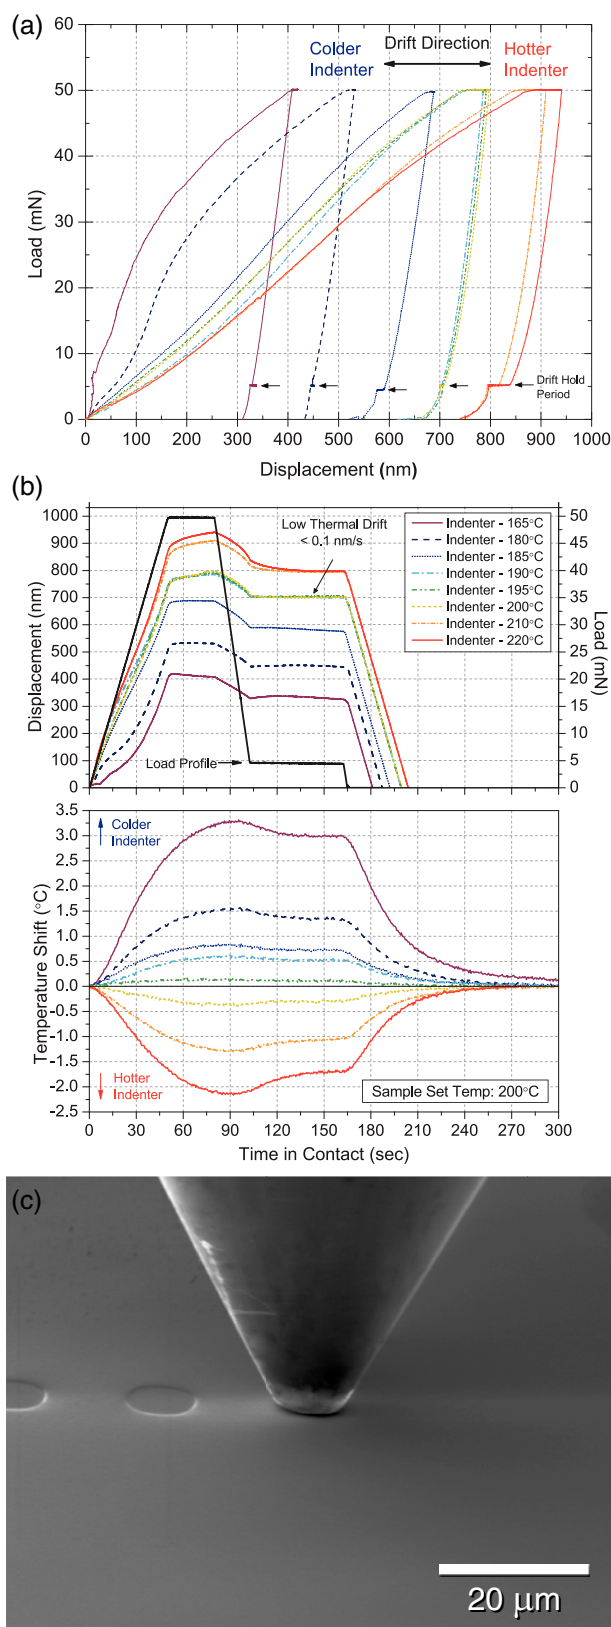 (a)
60
50
40
30
20
10
0
Load (mN)
Colder
Indenter
Drift Direction
Hotter
Indenter
Drift Hold
Period
0 100 200 300 400 500 600 700 800 900 1000
Displacement (nm)
(b)
1000
900
800
700
600
500
400
300
200
100
0
Displacement (nm)
Low Thermal Drift
< 0.1 nm/s
Load Profile
Indenter - 165°C
Indenter - 180°C
Indenter - 185°C
Indenter - 190°C
Indenter - 195°C
Indenter - 200°C
Indenter - 210°C
Indenter - 220°C
50
45
40
35
30
25
20
15
10
5
0
Load (mN)
3.5
3.0
2.5
2.0
1.5
1.0
0.5
0.0
-0.5
-1.0
-1.5
-2.0
-2.5
Temperature Shift (°C)
Colder
Indenter
Hotter
Indenter
Sample Set Temp: 200°C
0 30 60 90 120 150 180 210 240 270 300
Time in Contact (sec)
(c)
20 µm